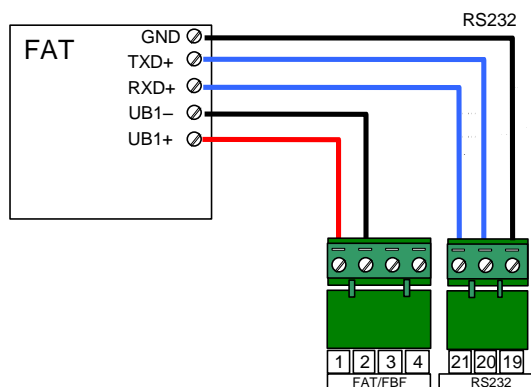 RS232
FAT
GND
TXD+
RXD+
UB1–
UB1+
1 2 3 4
21 20 19
FAT/FBF
RS232